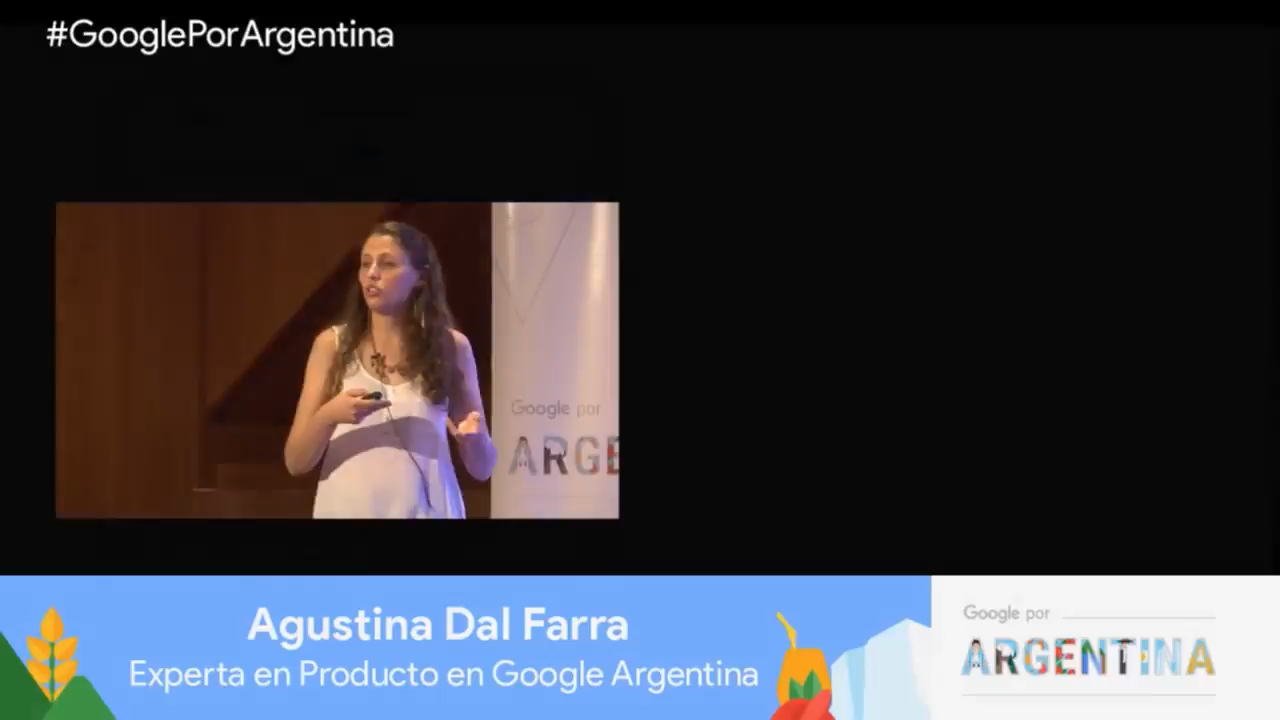 #GooglePorArgentina
Google por
ARGE
Agustina Dal Farra
Experta en Producto en Google Argentina
Google por
ARGENTINA